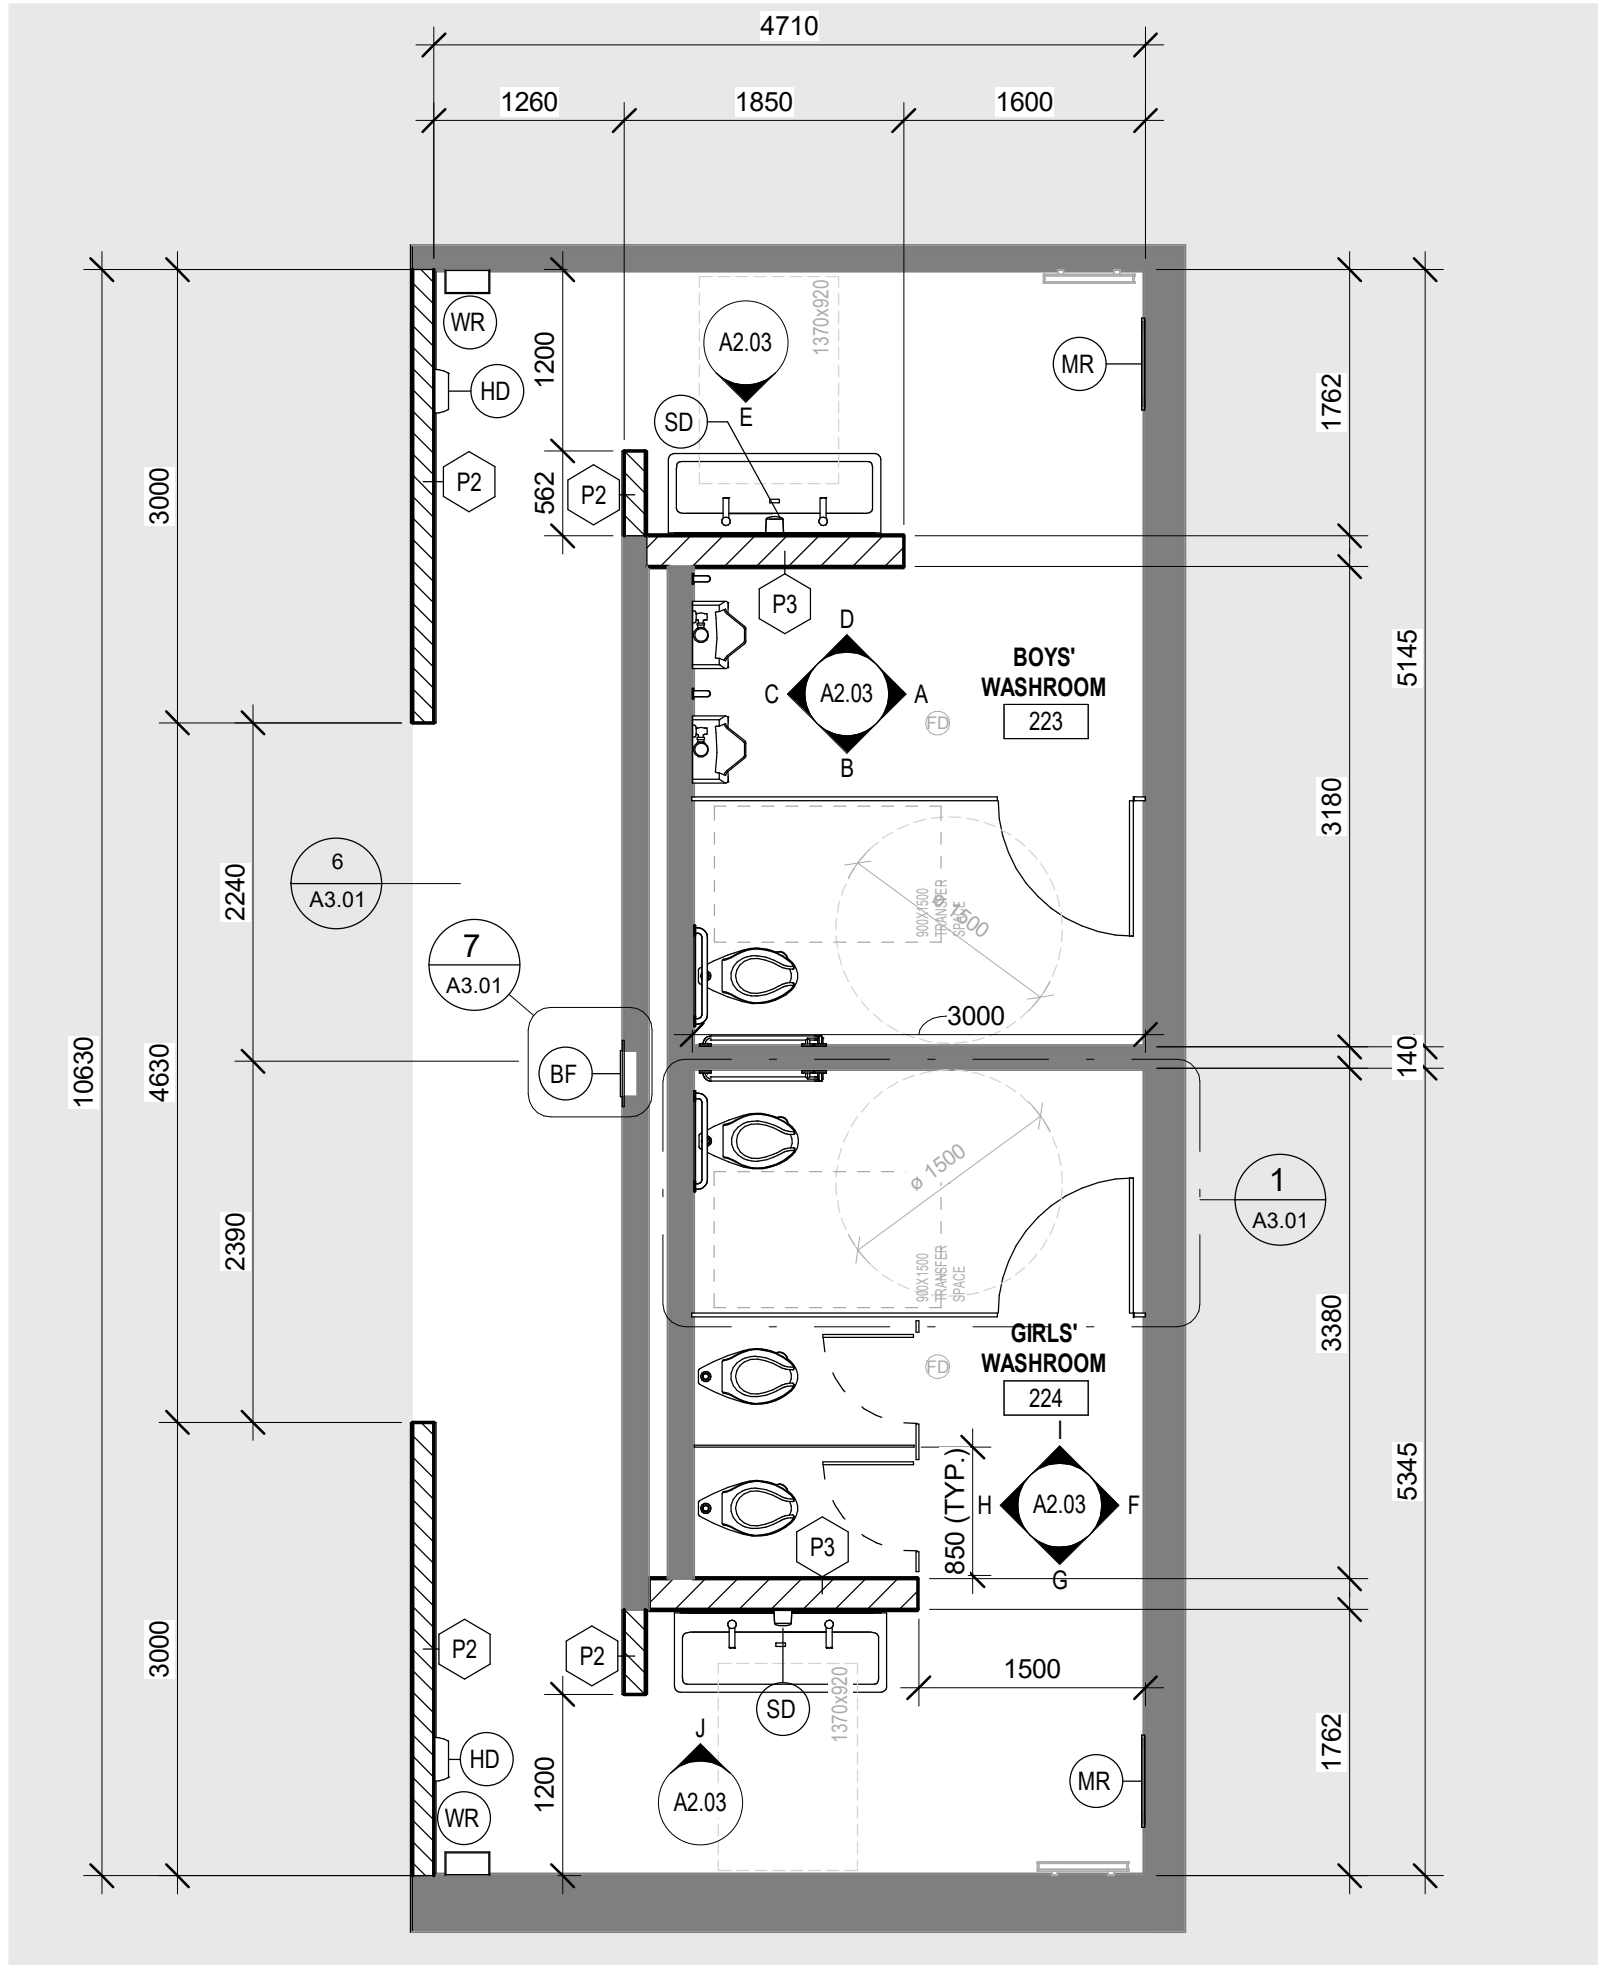 4710
1260
1850
1600
WR
HD
P2
3000
1200
562
P2
A2.03
E
1370x920
SD
MR
1762
P3
D
C
A2.03
A
B
BOYS'
WASHROOM
223
FD
5145
3180
2240
6
A3.01
7
A3.01
900X1500
TRANSFER
SPACE
ø 1500
3000
10630
4630
BF
140
ø 1500
1
A3.01
2390
900X1500
TRANSFER
SPACE
3380
GIRLS'
WASHROOM
224
FD
I
H
A2.03
F
G
850 (TYP.)
5345
P3
3000
P2
P2
1500
1370x920
SD
J
A2.03
HD
WR
1200
MR
1762